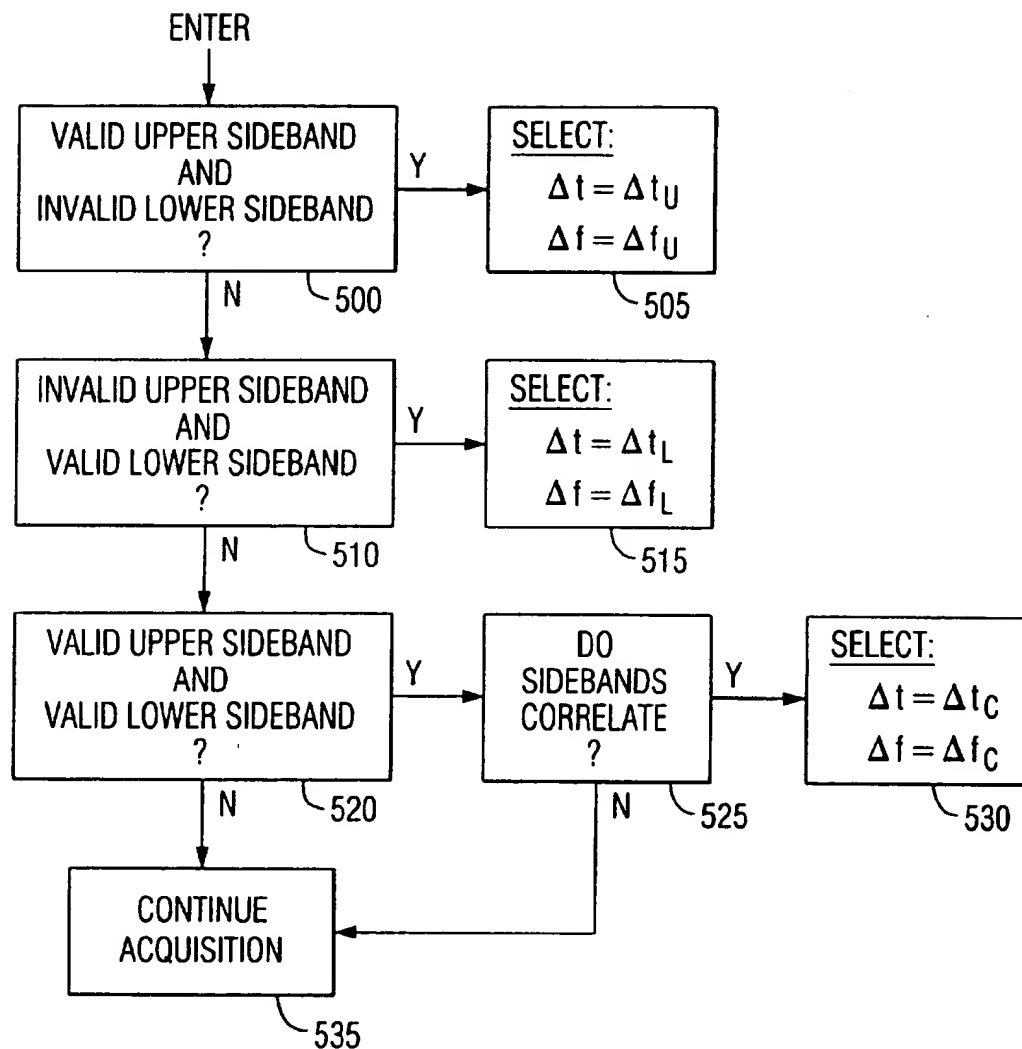 ENTER
VALID UPPER SIDEBAND
AND
INVALID LOWER SIDEBAND
?
Y
N
500
SELECT:
Δt = Δt_U
Δf = Δf_U
505
INVALID UPPER SIDEBAND
AND
VALID LOWER SIDEBAND
?
Y
N
510
SELECT:
Δt = Δt_L
Δf = Δf_L
515
VALID UPPER SIDEBAND
AND
VALID LOWER SIDEBAND
?
Y
N
520
DO
SIDEBANDS
CORRELATE
?
Y
N
525
SELECT:
Δt = Δt_C
Δf = Δf_C
530
CONTINUE
ACQUISITION
535